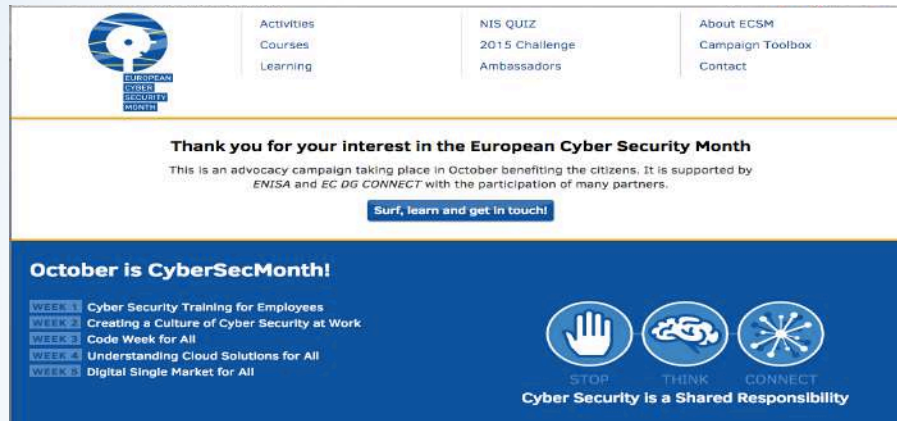 EUROPEAN
CYBER
SECURITY
MONTH
Activities
Courses
Learning
NIS QUIZ
2015 Challenge
Ambassadors
About ECSM
Campaign Toolbox
Contact
Thank you for your interest in the European Cyber Security Month
This is an advocacy campaign taking place in October benefiting the citizens. It is supported by
ENISA and EC DG CONNECT with the participation of many partners.
Surf, learn and get in touch!
October is CyberSecMonth!
WEEK 1 Cyber Security Training for Employees
WEEK 2 Creating a Culture of Cyber Security at Work
WEEK 3 Code Week for All
WEEK 4 Understanding Cloud Solutions for All
WEEK 5 Digital Single Market for All
STOP THINK CONNECT
Cyber Security is a Shared Responsibility